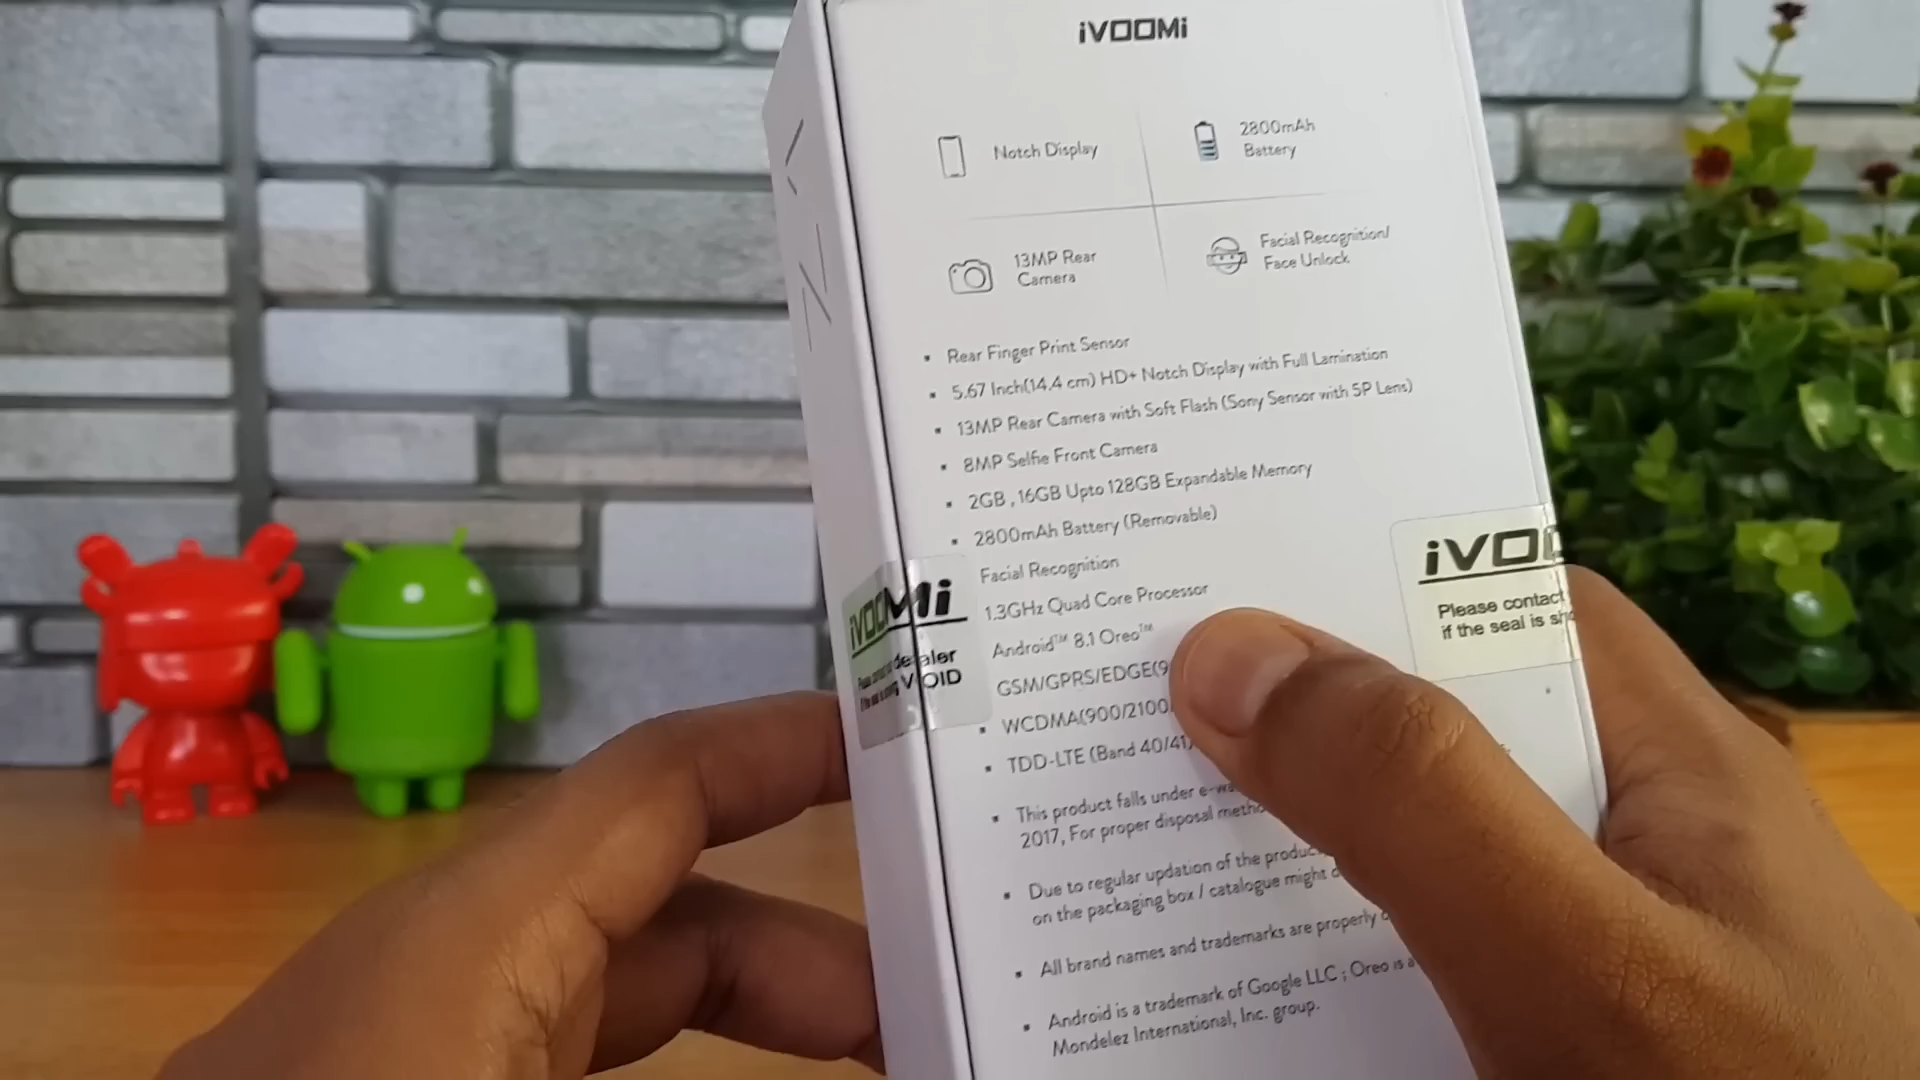 iVOOMi
Notch Display
2800mAh
Battery
13MP Rear
Camera
Facial Recognition/
Face Unlock
▪ Rear Finger Print Sensor
▪ 5.67 Inch(14.4 cm) HD+ Notch Display with Full Lamination
▪ 13MP Rear Camera with Soft Flash (Sony Sensor with 5P Lens)
▪ 8MP Selfie Front Camera
▪ 2GB , 16GB Upto 128GB Expandable Memory
▪ 2800mAh Battery (Removable)
Facial Recognition
1.3GHz Quad Core Processor
Android™ 8.1 Oreo™
GSM/GPRS/EDGE(9
▪ WCDMA(900/2100
▪ TDD-LTE (Band 40/41)
▪ This product falls under
2017, For proper disposal
▪ Due to regular updation of the
on the packaging box / catalogue might
▪ All brand names and trademarks are properly
▪ Android is a trademark of Google LLC ; Oreo is a
Mondelez International, Inc. group.
iVOOMi
dealer
VOID
iVOO
Please contact
if the seal is